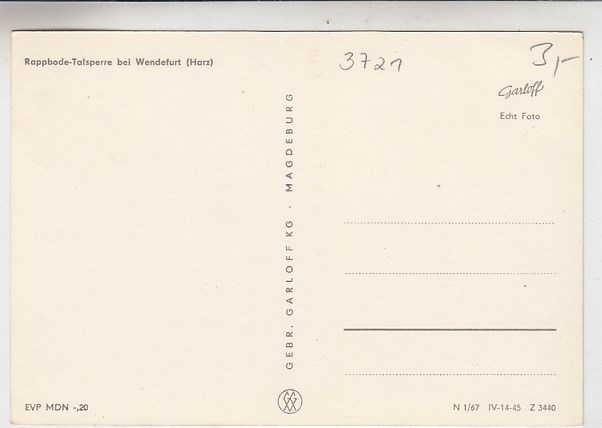 Rappbode-Talsperre bei Wendefurt (Harz)
3721
3,-
Garloff
Echt Foto
GEBR. GARLOFF KG · MAGDEBURG
EVP MDN -,20
N 1/67 IV-14-45 Z 3440